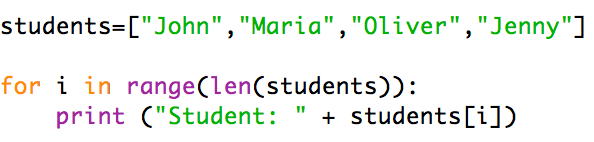 students=["John","Maria","Oliver","Jenny"]
for i in range(len(students)):
    print ("Student: " + students[i])